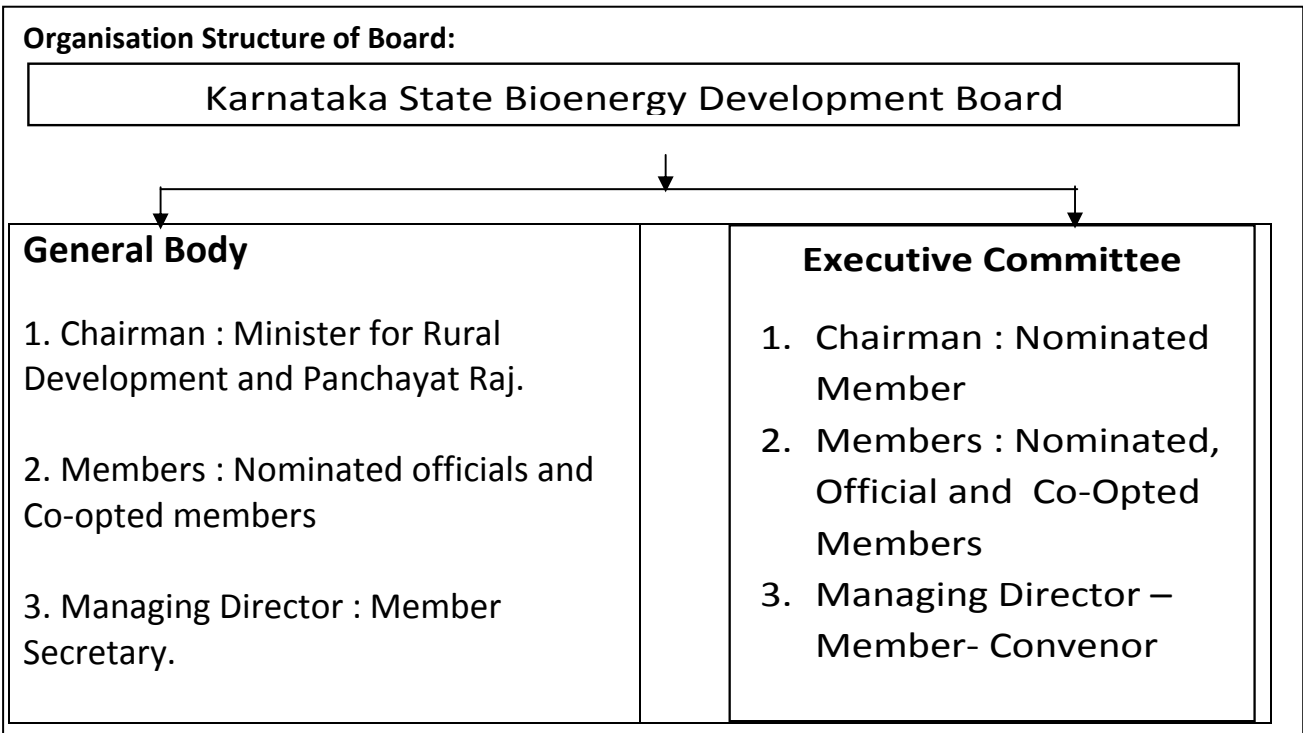 Organisation Structure of Board:
Karnataka State Bioenergy Development Board
General Body
1. Chairman : Minister for Rural
Development and Panchayat Raj.
2. Members : Nominated officials and
Co-opted members
3. Managing Director : Member
Secretary.
Executive Committee
1. Chairman : Nominated
Member
2. Members : Nominated,
Official and Co-Opted
Members
3. Managing Director –
Member- Convenor